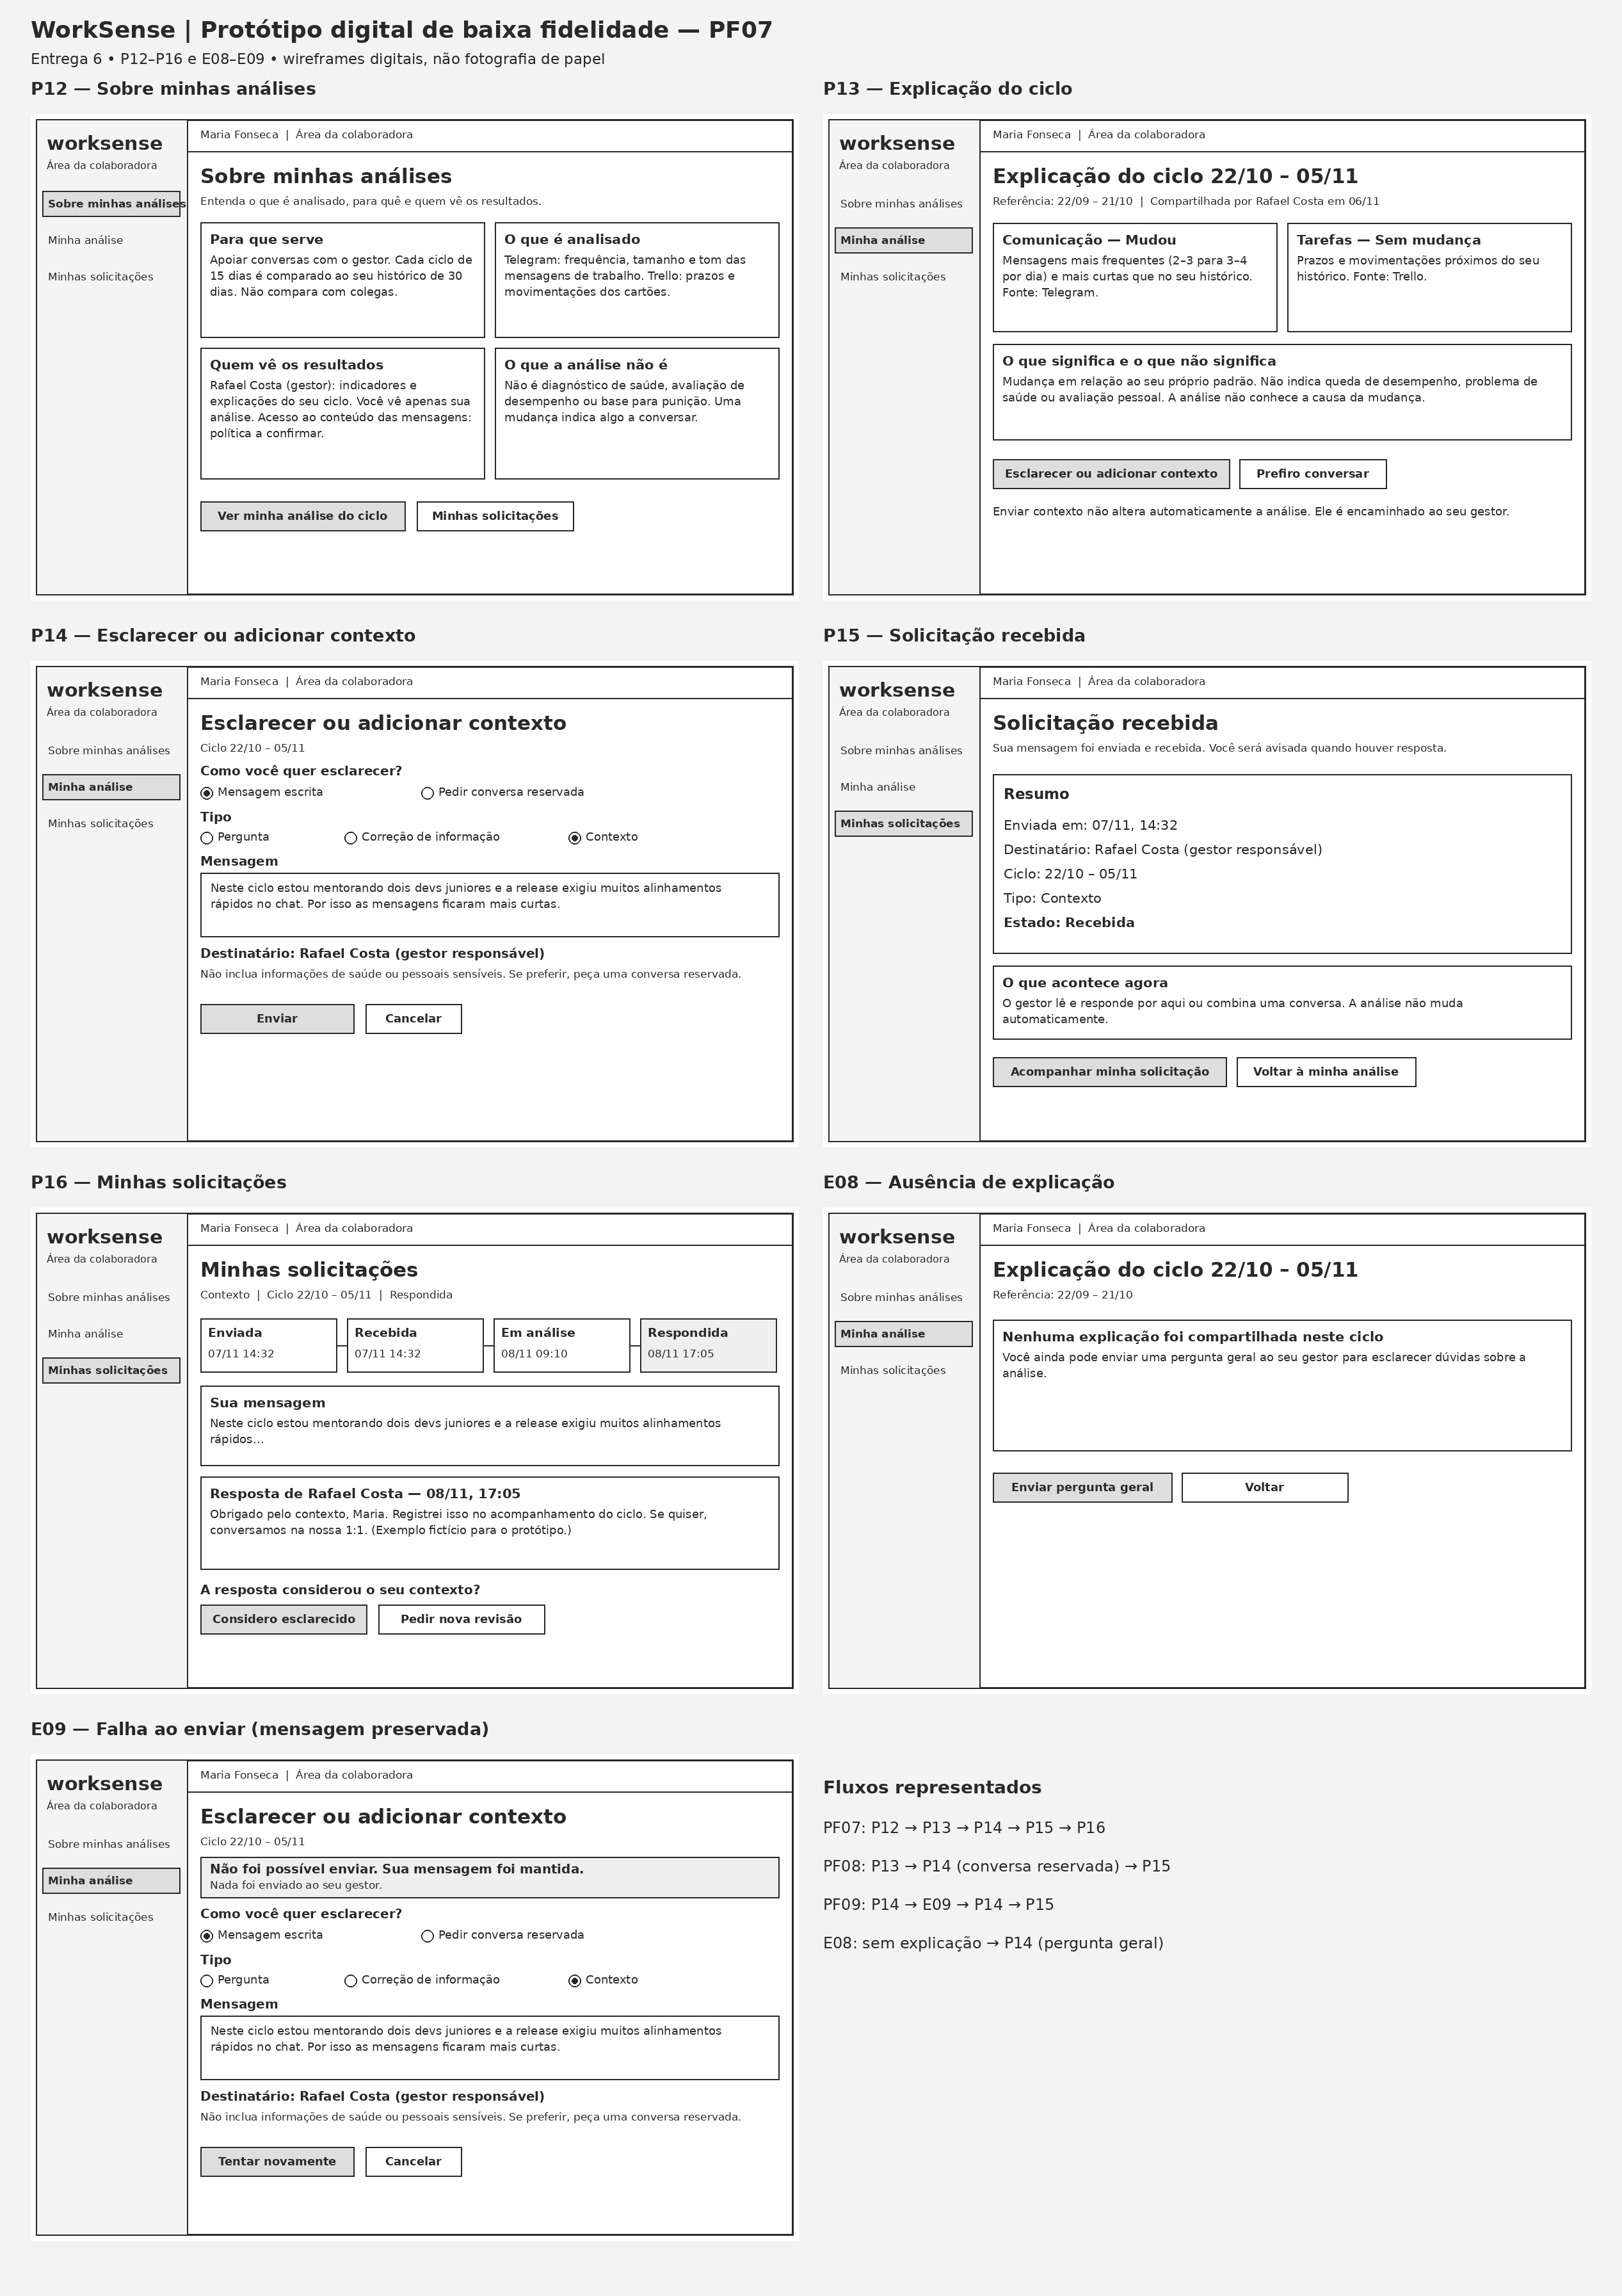 WorkSense | Protótipo digital de baixa fidelidade — PF07
Entrega 6 • P12–P16 e E08–E09 • wireframes digitais, não fotografia de papel
P12 — Sobre minhas análises
worksense
Área da colaboradora
Sobre minhas análises
Minha análise
Minhas solicitações
Maria Fonseca | Área da colaboradora
Sobre minhas análises
Entenda o que é analisado, para quê e quem vê os resultados.
Para que serve
Apoiar conversas com o gestor. Cada ciclo de
15 dias é comparado ao seu histórico de 30
dias. Não compara com colegas.
O que é analisado
Telegram: frequência, tamanho e tom das
mensagens de trabalho. Trello: prazos e
movimentações dos cartões.
Quem vê os resultados
Rafael Costa (gestor): indicadores e
explicações do seu ciclo. Você vê apenas sua
análise. Acesso ao conteúdo das mensagens:
política a confirmar.
O que a análise não é
Não é diagnóstico de saúde, avaliação de
desempenho ou base para punição. Uma
mudança indica algo a conversar.
Ver minha análise do ciclo
Minhas solicitações
P13 — Explicação do ciclo
worksense
Área da colaboradora
Sobre minhas análises
Minha análise
Minhas solicitações
Maria Fonseca | Área da colaboradora
Explicação do ciclo 22/10 – 05/11
Referência: 22/09 – 21/10 | Compartilhada por Rafael Costa em 06/11
Comunicação — Mudou
Mensagens mais frequentes (2–3 para 3–4
por dia) e mais curtas que no seu histórico.
Fonte: Telegram.
Tarefas — Sem mudança
Prazos e movimentações próximos do seu
histórico. Fonte: Trello.
O que significa e o que não significa
Mudança em relação ao seu próprio padrão. Não indica queda de desempenho, problema de
saúde ou avaliação pessoal. A análise não conhece a causa da mudança.
Esclarecer ou adicionar contexto
Prefiro conversar
Enviar contexto não altera automaticamente a análise. Ele é encaminhado ao seu gestor.
P14 — Esclarecer ou adicionar contexto
worksense
Área da colaboradora
Sobre minhas análises
Minha análise
Minhas solicitações
Maria Fonseca | Área da colaboradora
Esclarecer ou adicionar contexto
Ciclo 22/10 – 05/11
Como você quer esclarecer?
Mensagem escrita
Pedir conversa reservada
Tipo
Pergunta
Correção de informação
Contexto
Mensagem
Neste ciclo estou mentorando dois devs juniores e a release exigiu muitos alinhamentos
rápidos no chat. Por isso as mensagens ficaram mais curtas.
Destinatário: Rafael Costa (gestor responsável)
Não inclua informações de saúde ou pessoais sensíveis. Se preferir, peça uma conversa reservada.
Enviar
Cancelar
P15 — Solicitação recebida
worksense
Área da colaboradora
Sobre minhas análises
Minha análise
Minhas solicitações
Maria Fonseca | Área da colaboradora
Solicitação recebida
Sua mensagem foi enviada e recebida. Você será avisada quando houver resposta.
Resumo
Enviada em: 07/11, 14:32
Destinatário: Rafael Costa (gestor responsável)
Ciclo: 22/10 – 05/11
Tipo: Contexto
Estado: Recebida
O que acontece agora
O gestor lê e responde por aqui ou combina uma conversa. A análise não muda
automaticamente.
Acompanhar minha solicitação
Voltar à minha análise
P16 — Minhas solicitações
worksense
Área da colaboradora
Sobre minhas análises
Minha análise
Minhas solicitações
Maria Fonseca | Área da colaboradora
Minhas solicitações
Contexto | Ciclo 22/10 – 05/11 | Respondida
Enviada
07/11 14:32
Recebida
07/11 14:32
Em análise
08/11 09:10
Respondida
08/11 17:05
Sua mensagem
Neste ciclo estou mentorando dois devs juniores e a release exigiu muitos alinhamentos
rápidos…
Resposta de Rafael Costa — 08/11, 17:05
Obrigado pelo contexto, Maria. Registrei isso no acompanhamento do ciclo. Se quiser,
conversamos na nossa 1:1. (Exemplo fictício para o protótipo.)
A resposta considerou o seu contexto?
Considero esclarecido
Pedir nova revisão
E08 — Ausência de explicação
worksense
Área da colaboradora
Sobre minhas análises
Minha análise
Minhas solicitações
Maria Fonseca | Área da colaboradora
Explicação do ciclo 22/10 – 05/11
Referência: 22/09 – 21/10
Nenhuma explicação foi compartilhada neste ciclo
Você ainda pode enviar uma pergunta geral ao seu gestor para esclarecer dúvidas sobre a
análise.
Enviar pergunta geral
Voltar
E09 — Falha ao enviar (mensagem preservada)
worksense
Área da colaboradora
Sobre minhas análises
Minha análise
Minhas solicitações
Maria Fonseca | Área da colaboradora
Esclarecer ou adicionar contexto
Ciclo 22/10 – 05/11
Não foi possível enviar. Sua mensagem foi mantida.
Nada foi enviado ao seu gestor.
Como você quer esclarecer?
Mensagem escrita
Pedir conversa reservada
Tipo
Pergunta
Correção de informação
Contexto
Mensagem
Neste ciclo estou mentorando dois devs juniores e a release exigiu muitos alinhamentos
rápidos no chat. Por isso as mensagens ficaram mais curtas.
Destinatário: Rafael Costa (gestor responsável)
Não inclua informações de saúde ou pessoais sensíveis. Se preferir, peça uma conversa reservada.
Tentar novamente
Cancelar
Fluxos representados
PF07: P12 → P13 → P14 → P15 → P16
PF08: P13 → P14 (conversa reservada) → P15
PF09: P14 → E09 → P14 → P15
E08: sem explicação → P14 (pergunta geral)